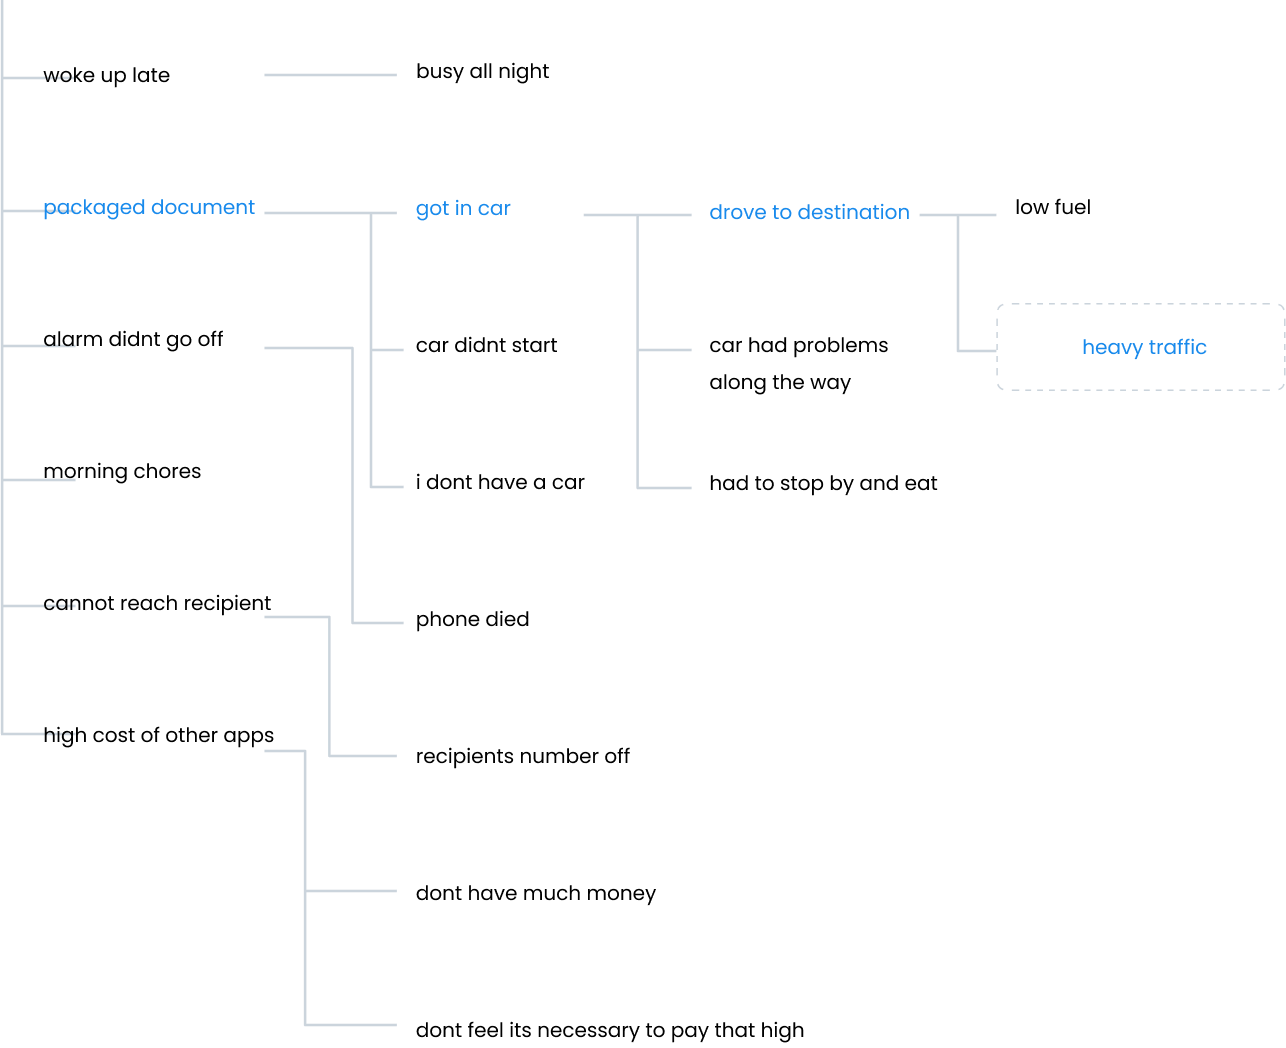 woke up late
busy all night
packaged document
got in car
drove to destination
low fuel
alarm didnt go off
car didnt start
car had problems
along the way
heavy traffic
morning chores
i dont have a car
had to stop by and eat
cannot reach recipient
phone died
high cost of other apps
recipients number off
dont have much money
dont feel its necessary to pay that high